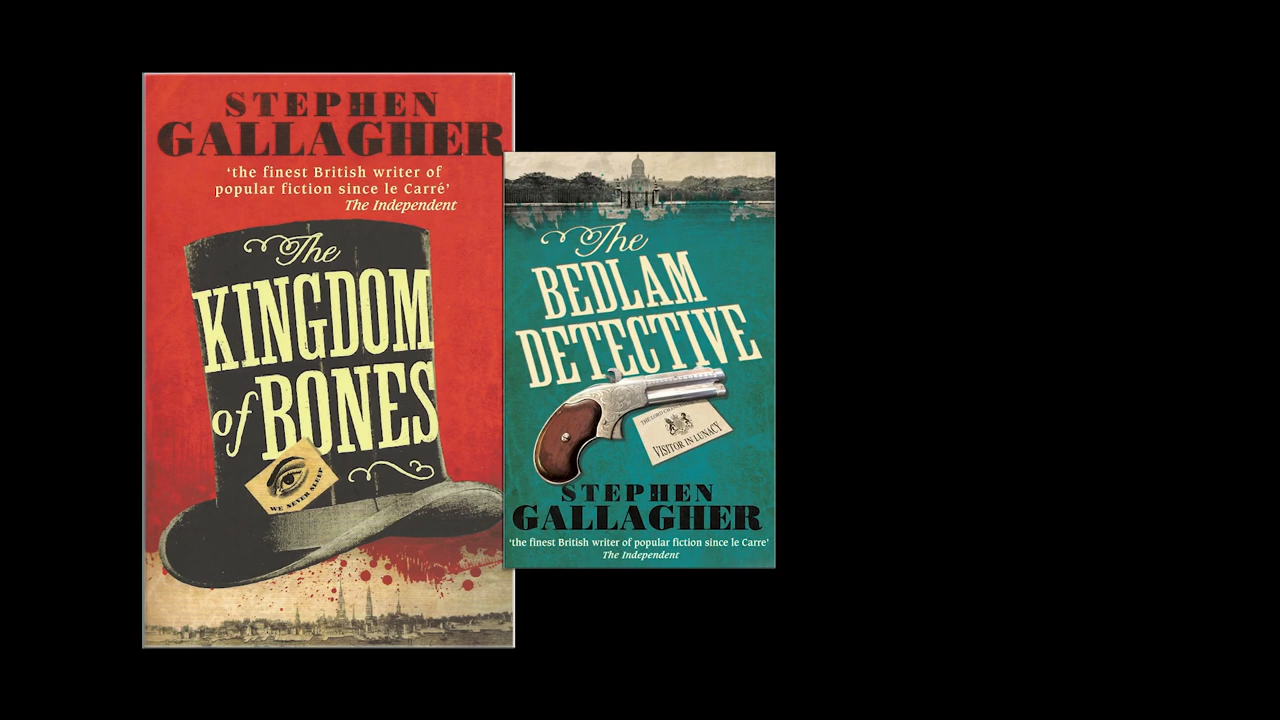 STEPHEN
GALLAGHER
‘the finest British writer of
popular fiction since le Carré’
The Independent
The
KINGDOM
of BONES
WE NEVER SLEEP
The
BEDLAM
DETECTIVE
THE LORD
VISITOR IN LUNACY
STEPHEN
GALLAGHER
‘the finest British writer of popular fiction since le Carre’
The Independent